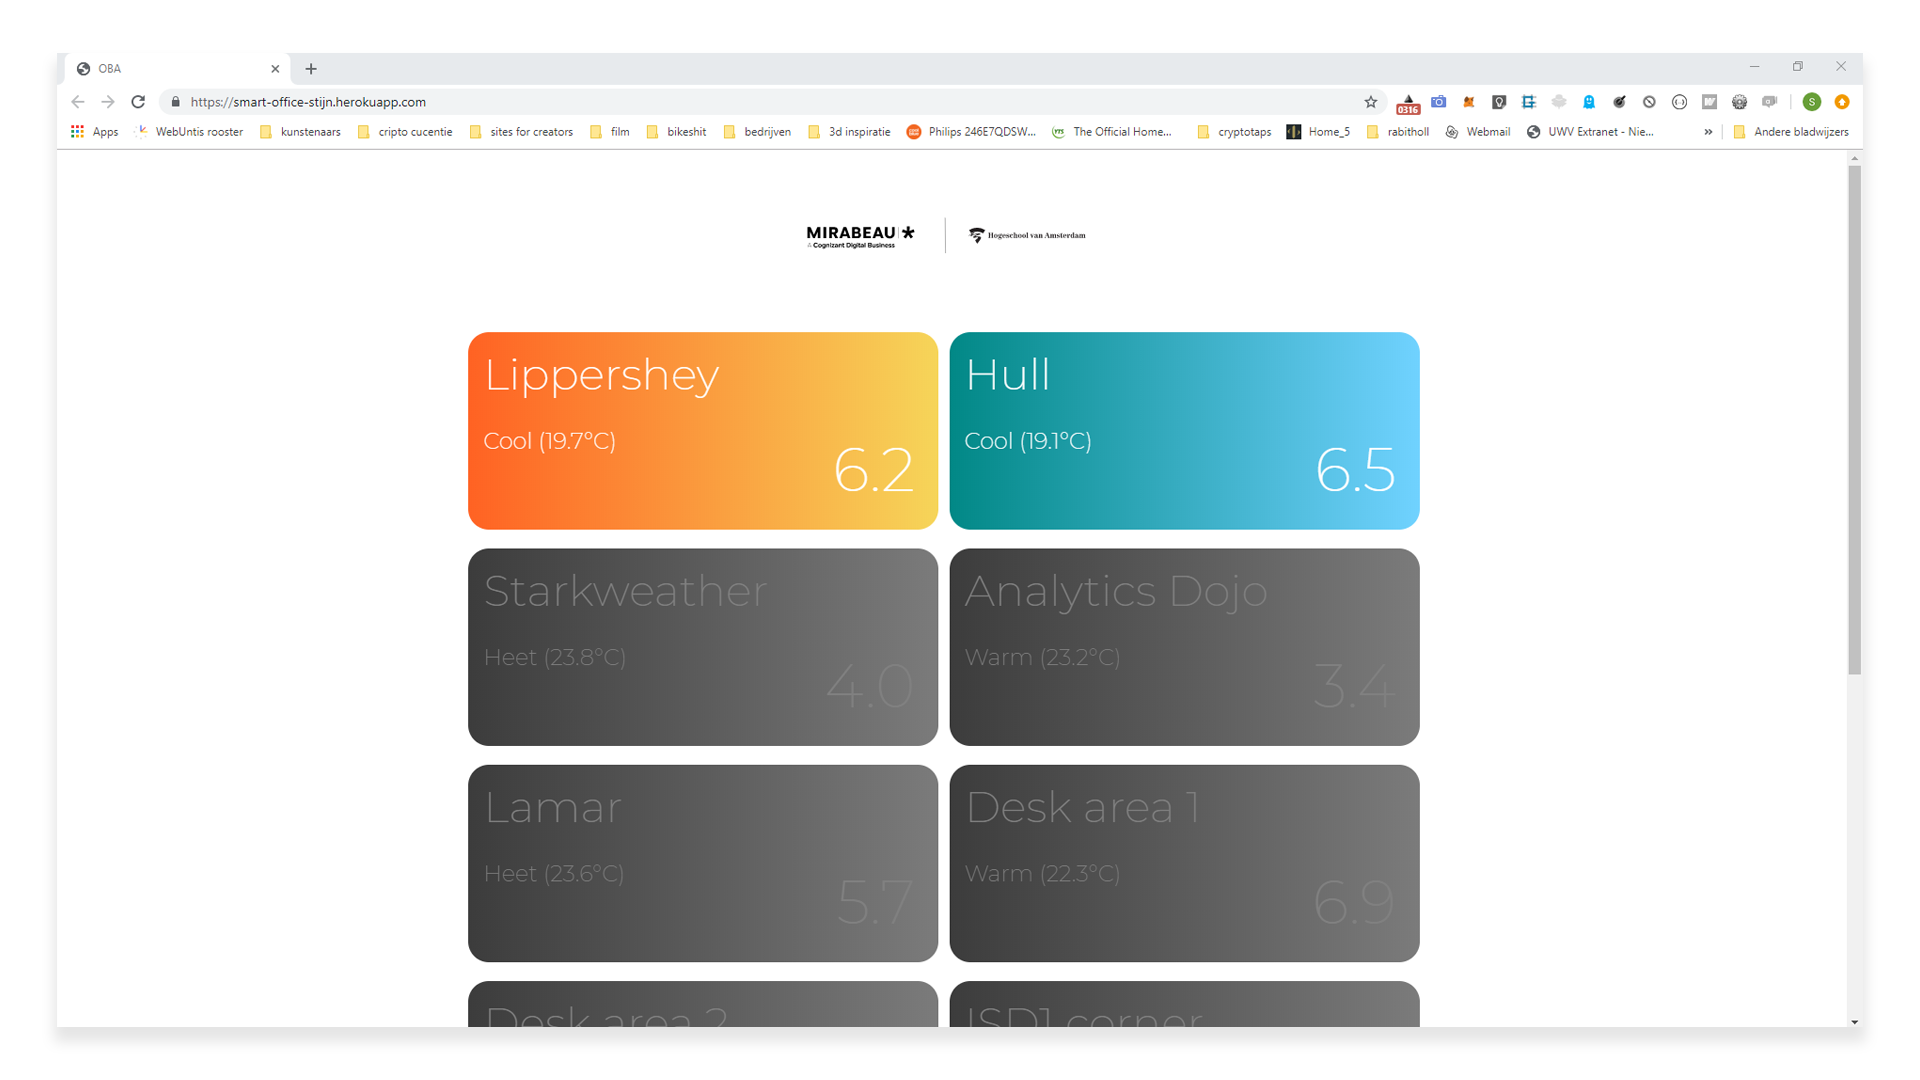 OBA
https://smart-office-stijn.herokuapp.com
0316
S
Apps WebUntis rooster kunstenaars cripto cucentie sites for creators film bikeshit bedrijven 3d inspiratie Philips 246E7QDSW... The Official Home... cryptotaps Home_5 rabitholl Webmail UWV Extranet - Nie... » Andere bladwijzers
MIRABEAU
A Cognizant Digital Business
Hogeschool van Amsterdam
Lippershey
Cool (19.7°C)
6.2
Hull
Cool (19.1°C)
6.5
Starkweather
Heet (23.8°C)
4.0
Analytics Dojo
Warm (23.2°C)
3.4
Lamar
Heet (23.6°C)
5.7
Desk area 1
Warm (22.3°C)
6.9
Desk area 2
ISD1 corner